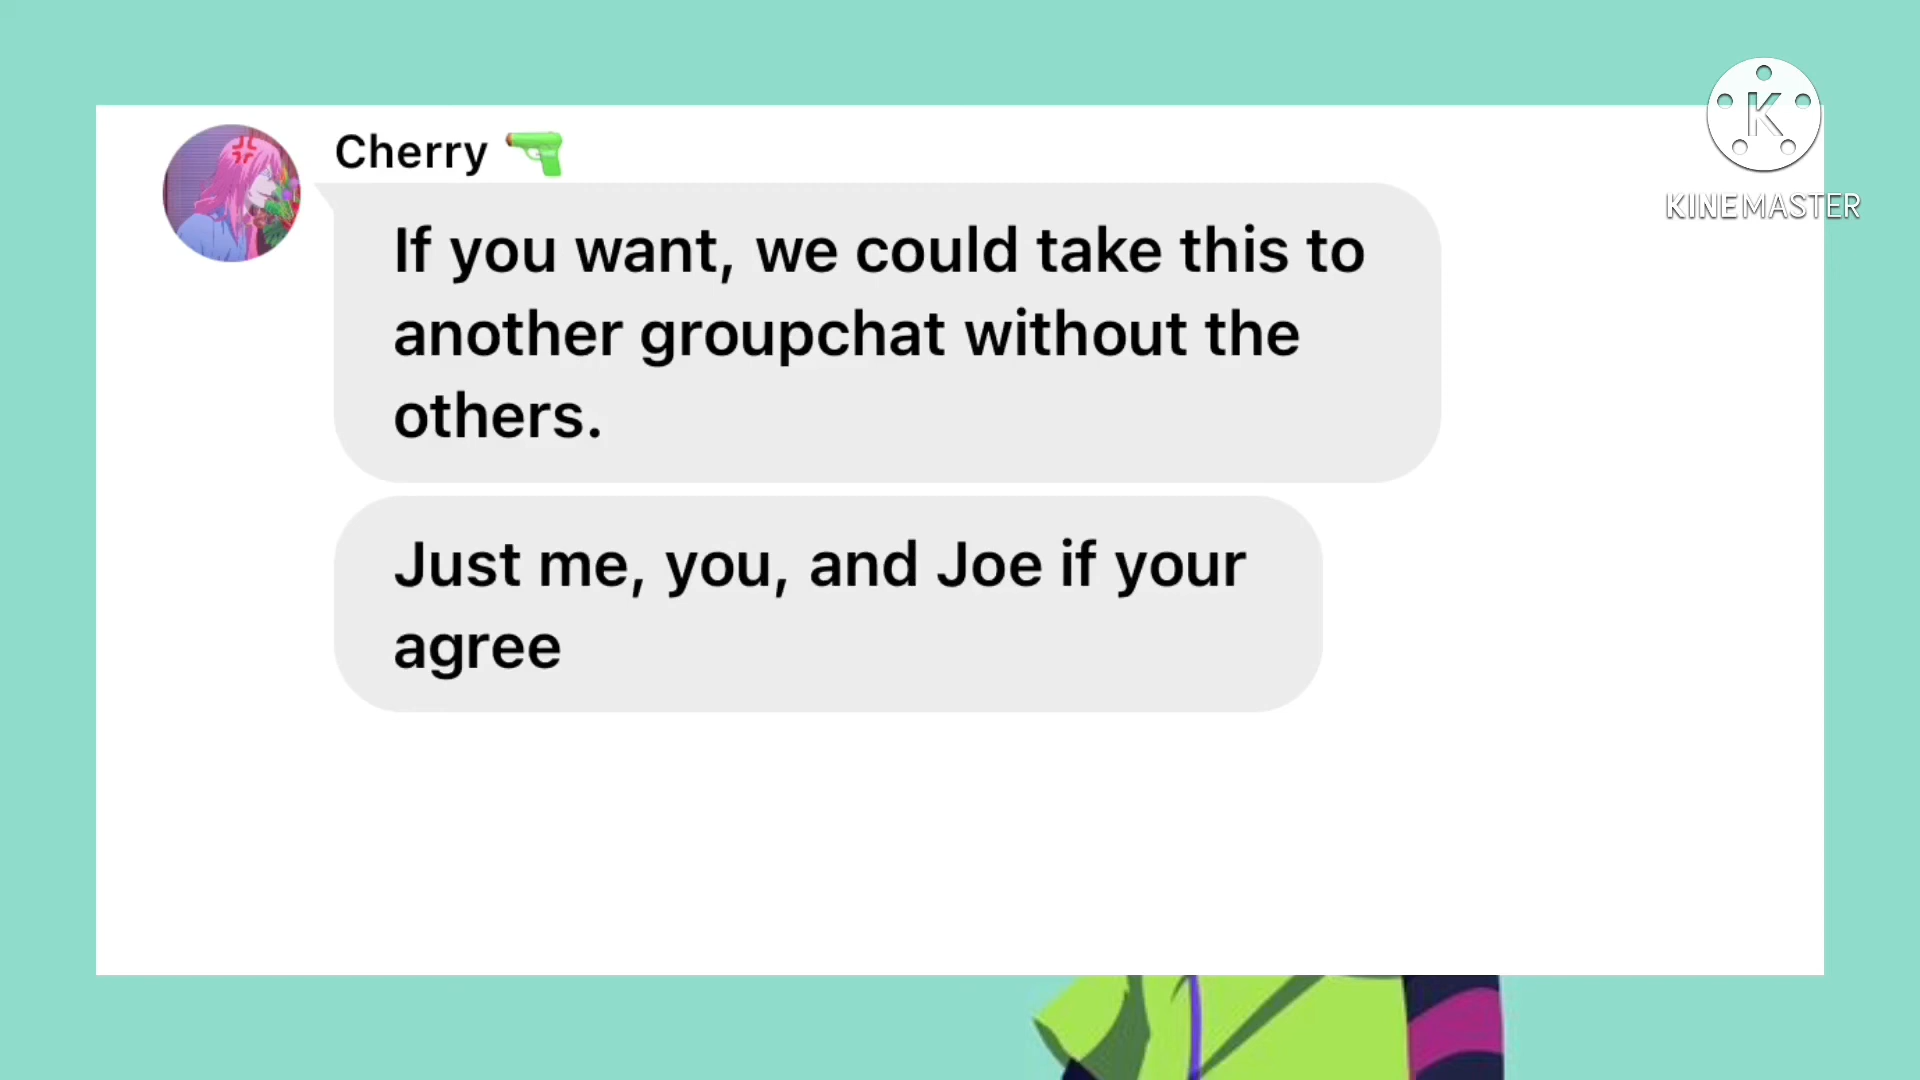 Cherry 🔫
If you want, we could take this to
another groupchat without the
others.
Just me, you, and Joe if your
agree
K
KINEMASTER